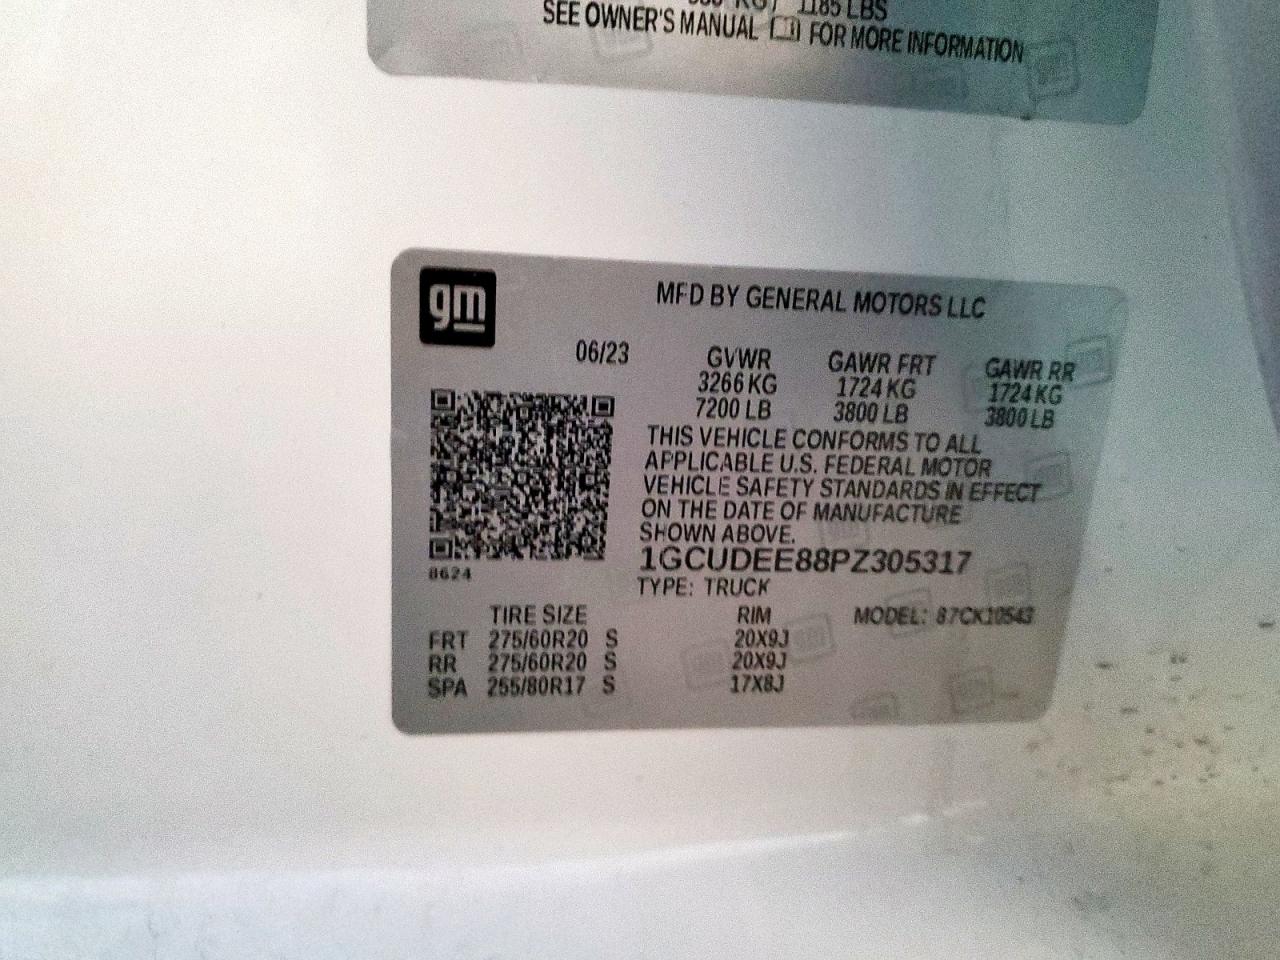 1185 LBS
SEE OWNER'S MANUAL FOR MORE INFORMATION
gm
MFD BY GENERAL MOTORS LLC
06/23 GVWR GAWR FRT GAWR RR
3266 KG 1724 KG 1724 KG
7200 LB 3800 LB 3800 LB
THIS VEHICLE CONFORMS TO ALL
APPLICABLE U.S. FEDERAL MOTOR
VEHICLE SAFETY STANDARDS IN EFFECT
ON THE DATE OF MANUFACTURE
SHOWN ABOVE.
1GCUDEE88PZ305317
8624
TYPE: TRUCK
TIRE SIZE RIM MODEL: 87CK10543
FRT 275/60R20 S 20X9J
RR 275/60R20 S 20X9J
SPA 255/80R17 S 17X8J